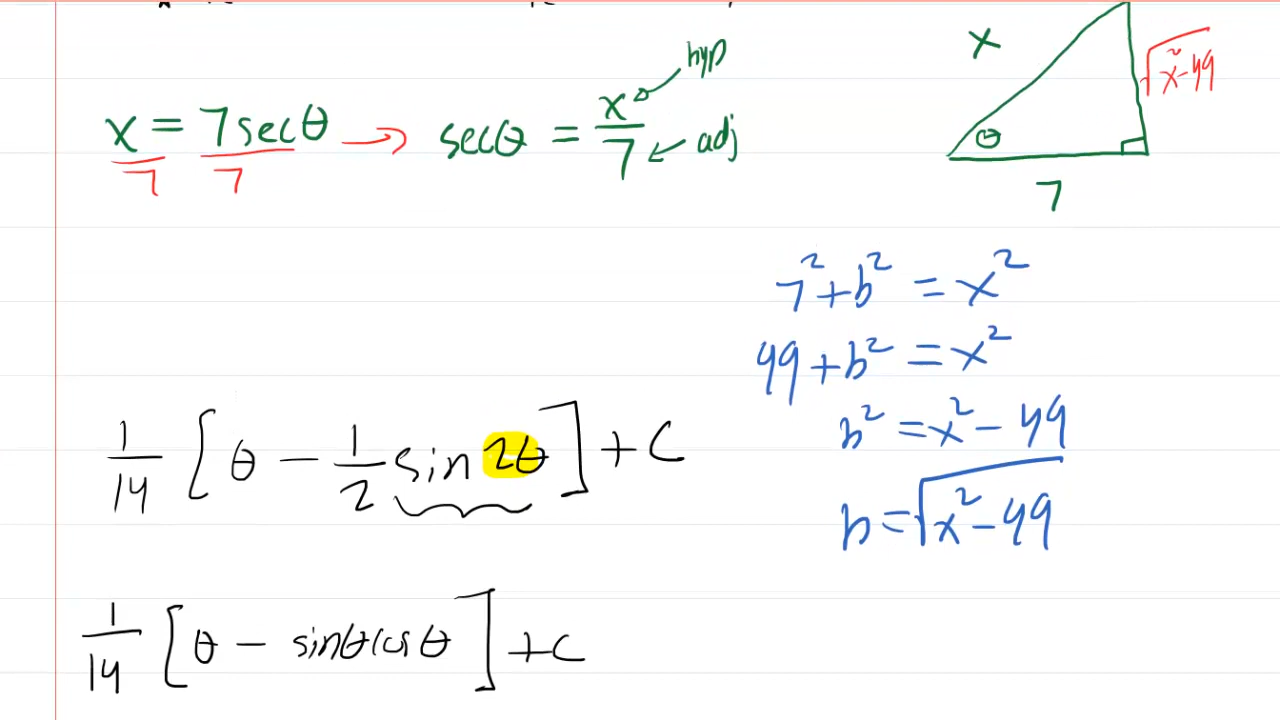 hyp
x = 7secθ → secθ = x/7 ← adj
7 7
x
√x²-49
θ
7
7² + b² = x²
49 + b² = x²
b² = x² - 49
b = √x² - 49
1/14 [θ - 1/2 sin 2θ] + C
1/14 [θ - sinθcosθ] + C